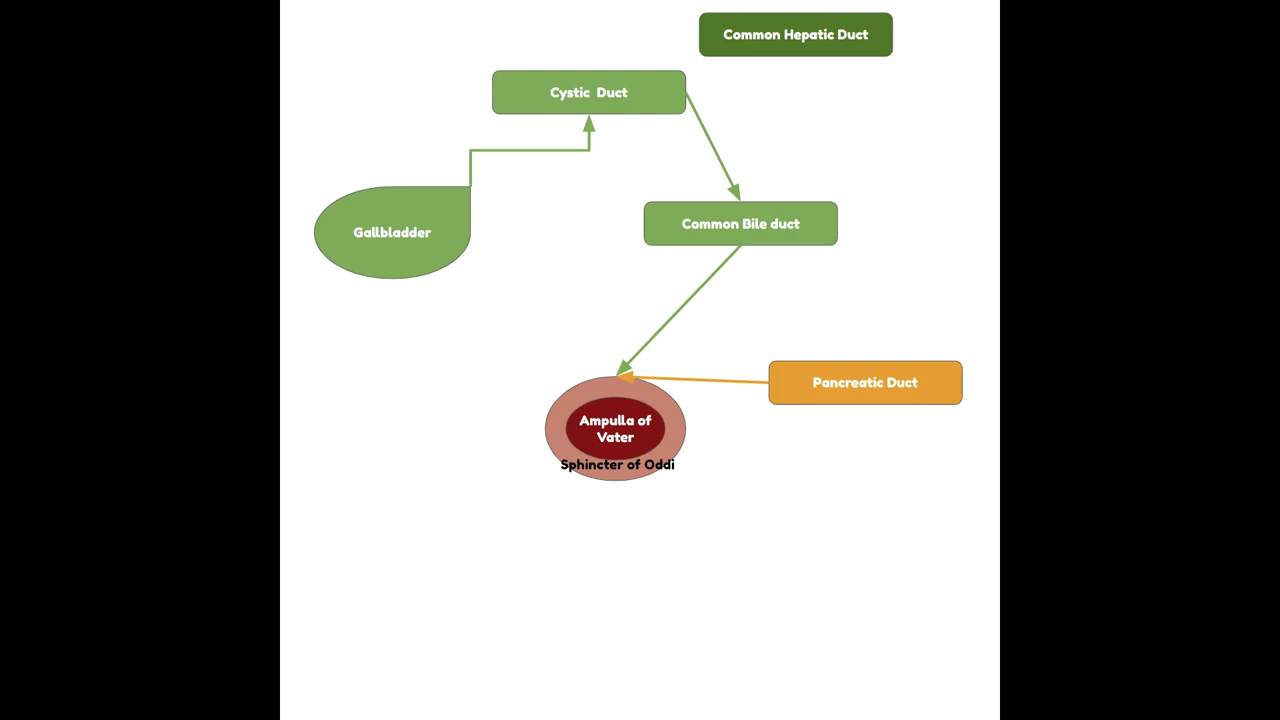 Common Hepatic Duct
Cystic  Duct
Common Bile duct
Gallbladder
Pancreatic Duct
Ampulla of
Vater
Sphincter of Oddi